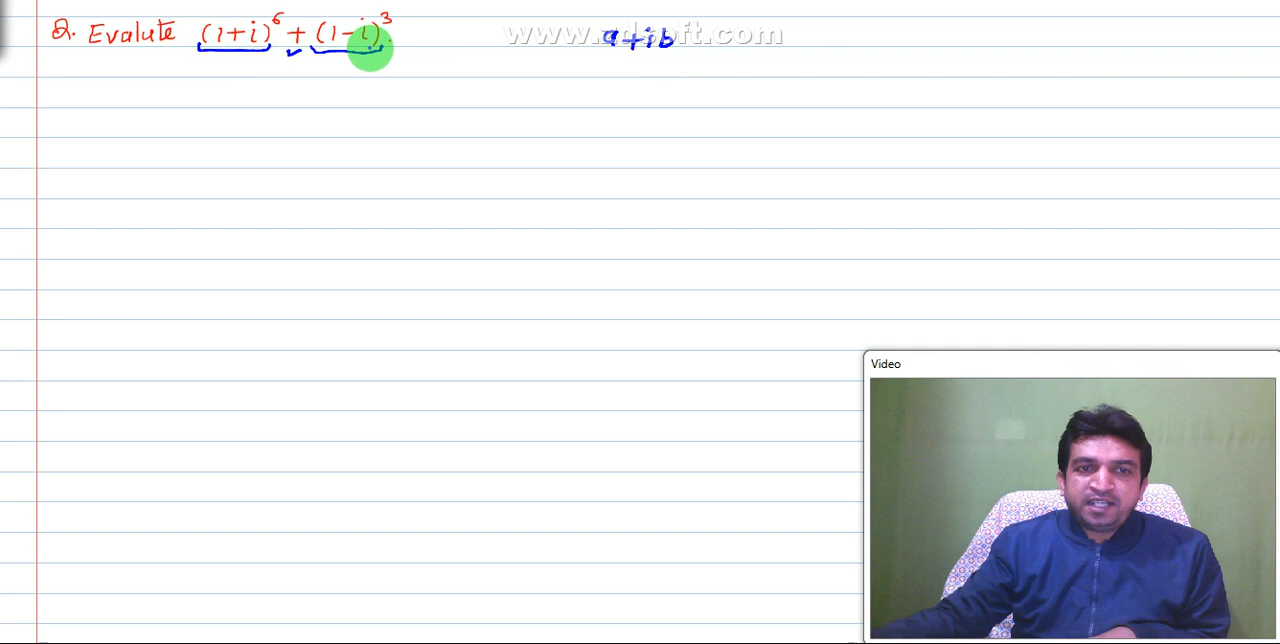 Q. Evalute (1+i)⁶ + (1-i)³.
a+ib
Video